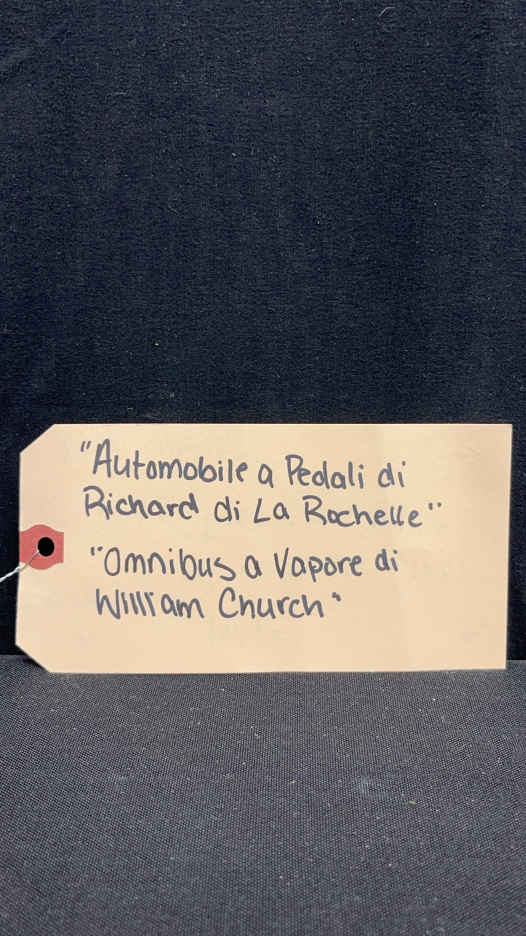 "Automobile a Pedali di
Richard di La Rochelle"
"Omnibus a Vapore di
William Church"